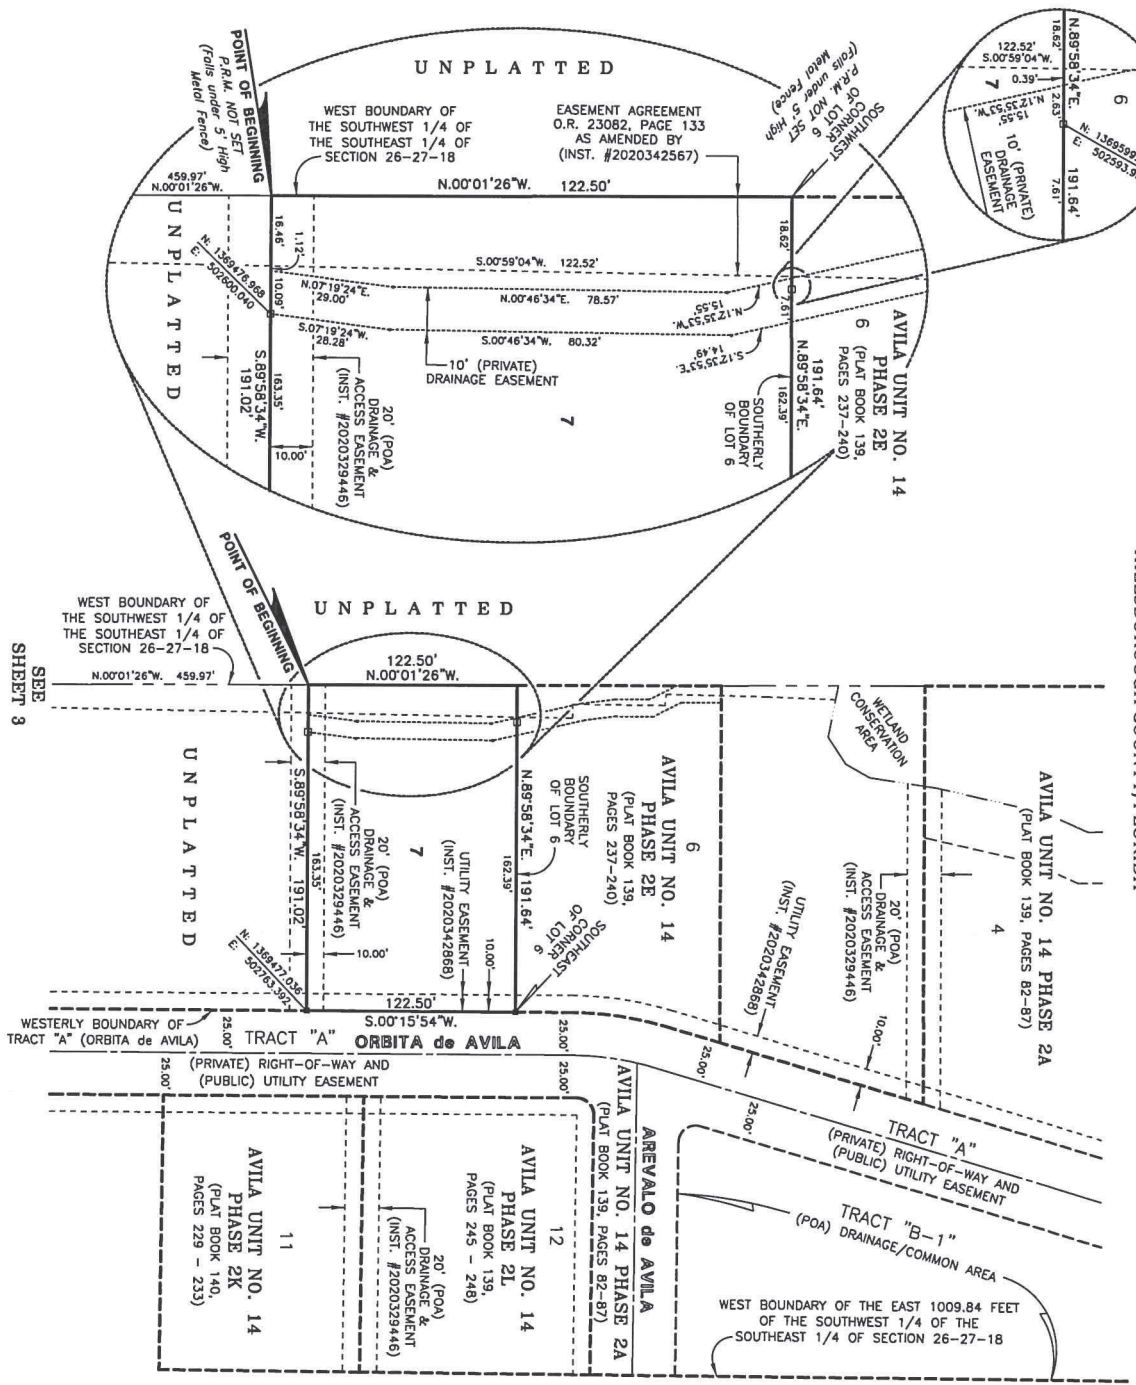 N.89°58'34"E.
18.62'
122.52'
S.00°59'04"W.
7
0.39'
2.63'
N.12°35'53"W.
15.55'
6
N: 1369599
E: 502593.9
191.64'
7.61'
10' (PRIVATE)
DRAINAGE
EASEMENT
UNPLATTED
POINT OF BEGINNING
P.R.M. NOT SET
(Falls under 5' High
Metal Fence)
WEST BOUNDARY OF
THE SOUTHWEST 1/4 OF
THE SOUTHEAST 1/4 OF
SECTION 26-27-18
EASEMENT AGREEMENT
O.R. 23082, PAGE 133
AS AMENDED BY
(INST. #2020342567)
SOUTHWEST
CORNER
OF LOT 6
P.R.M. NOT SET
(Falls under 5' High
Metal Fence)
459.97'
N.00°01'26"W.
N.00°01'26"W. 122.50'
UNPLATTED
16.46'
1.12'
10.09'
N: 1369476.968
E: 502600.040
S.00°59'04"W. 122.52'
18.62'
N.07°19'24"E.
29.00'
N.00°46'34"E. 78.57'
N.12°35'53"W.
15.55'
7.61'
S.07°19'24"W.
28.28'
S.00°46'34"W. 80.32'
S.12°35'53"E.
14.49'
10' (PRIVATE)
DRAINAGE EASEMENT
S.89°58'34"W.
191.02'
163.35'
10.00'
20' (POA)
DRAINAGE &
ACCESS EASEMENT
(INST. #2020329446)
7
SOUTHERLY
BOUNDARY
OF LOT 6
162.39'
191.64'
N.89°58'34"E.
6
AVILA UNIT NO. 14
PHASE 2E
(PLAT BOOK 139,
PAGES 237-240)
POINT OF BEGINNING
UNPLATTED
WEST BOUNDARY OF
THE SOUTHWEST 1/4 OF
THE SOUTHEAST 1/4 OF
SECTION 26-27-18
SEE
SHEET 3
N.00°01'26"W. 459.97'
122.50'
N.00°01'26"W.
UNPLATTED
S.89°58'34"W. 191.02'
163.35'
20' (POA)
DRAINAGE &
ACCESS EASEMENT
(INST. #2020329446)
10.00'
7
UTILITY EASEMENT
(INST. #2020342868)
10.00'
N.89°58'34"E. 191.64'
162.39'
SOUTHERLY
BOUNDARY
OF LOT 6
SOUTHEAST
CORNER
OF LOT 6
6
AVILA UNIT NO. 14
PHASE 2E
(PLAT BOOK 139,
PAGES 237-240)
WETLAND
CONSERVATION
AREA
AVILA UNIT NO. 14 PHASE 2A
(PLAT BOOK 139, PAGES 82-87)
4
20' (POA)
DRAINAGE &
ACCESS EASEMENT
(INST. #2020329446)
UTILITY EASEMENT
(INST. #2020342868)
10.00'
N: 1369477.036
E: 502763.392
122.50'
S.00°15'54"W.
WESTERLY BOUNDARY OF
TRACT "A" (ORBITA de AVILA)
25.00'
TRACT "A" ORBITA de AVILA
25.00'
25.00'
(PRIVATE) RIGHT-OF-WAY AND
(PUBLIC) UTILITY EASEMENT
25.00'
25.00'
25.00'
TRACT "A"
(PRIVATE) RIGHT-OF-WAY AND
(PUBLIC) UTILITY EASEMENT
AREVALO de AVILA
AVILA UNIT NO. 14 PHASE 2A
(PLAT BOOK 139, PAGES 82-87)
TRACT "B-1"
(POA) DRAINAGE/COMMON AREA
11
AVILA UNIT NO. 14
PHASE 2K
(PLAT BOOK 140,
PAGES 229 - 233)
20' (POA)
DRAINAGE &
ACCESS EASEMENT
(INST. #2020329446)
12
AVILA UNIT NO. 14
PHASE 2L
(PLAT BOOK 139,
PAGES 245 - 248)
WEST BOUNDARY OF THE EAST 1009.84 FEET
OF THE SOUTHWEST 1/4 OF THE
SOUTHEAST 1/4 OF SECTION 26-27-18